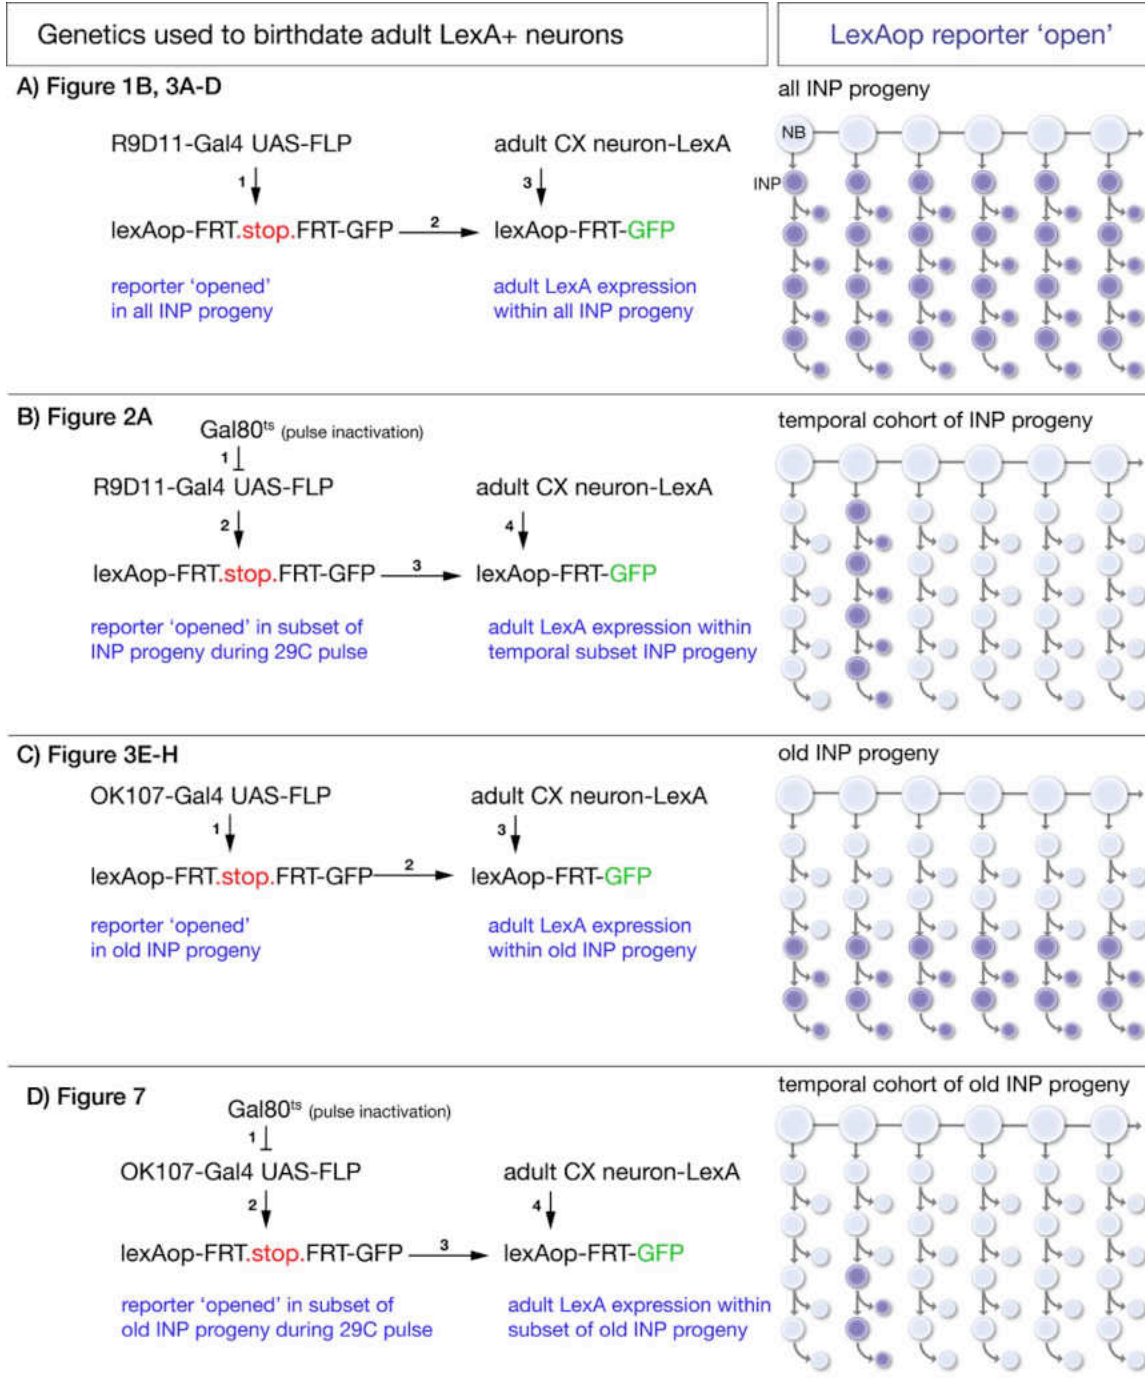 Genetics used to birthdate adult LexA+ neurons
LexAop reporter ‘open’
A) Figure 1B, 3A-D
all INP progeny
R9D11-Gal4 UAS-FLP
adult CX neuron-LexA
NB
1
3
INP
lexAop-FRT.stop.FRT-GFP
2
lexAop-FRT-GFP
reporter ‘opened’
in all INP progeny
adult LexA expression
within all INP progeny
B) Figure 2A
temporal cohort of INP progeny
Gal80ts (pulse inactivation)
1
R9D11-Gal4 UAS-FLP
adult CX neuron-LexA
2
4
lexAop-FRT.stop.FRT-GFP
3
lexAop-FRT-GFP
reporter ‘opened’ in subset of
INP progeny during 29C pulse
adult LexA expression within
temporal subset INP progeny
C) Figure 3E-H
old INP progeny
OK107-Gal4 UAS-FLP
adult CX neuron-LexA
1
3
lexAop-FRT.stop.FRT-GFP
2
lexAop-FRT-GFP
reporter ‘opened’
in old INP progeny
adult LexA expression
within old INP progeny
D) Figure 7
temporal cohort of old INP progeny
Gal80ts (pulse inactivation)
1
OK107-Gal4 UAS-FLP
adult CX neuron-LexA
2
4
lexAop-FRT.stop.FRT-GFP
3
lexAop-FRT-GFP
reporter ‘opened’ in subset of
old INP progeny during 29C pulse
adult LexA expression within
subset of old INP progeny